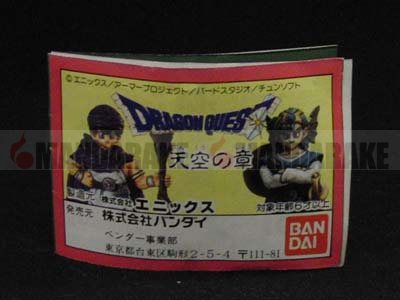 ©エニックス/アーマープロジェクト/バードスタジオ/チュンソフト
DRAGON QUEST
天空の章
製造元 株式会社 エニックス
対象年齢6才以上
発売元 株式会社バンダイ
ベンダー事業部
東京都台東区駒形2-5-4 〒111-81
BAN
DAI
MANDARAKE MANDARAKE